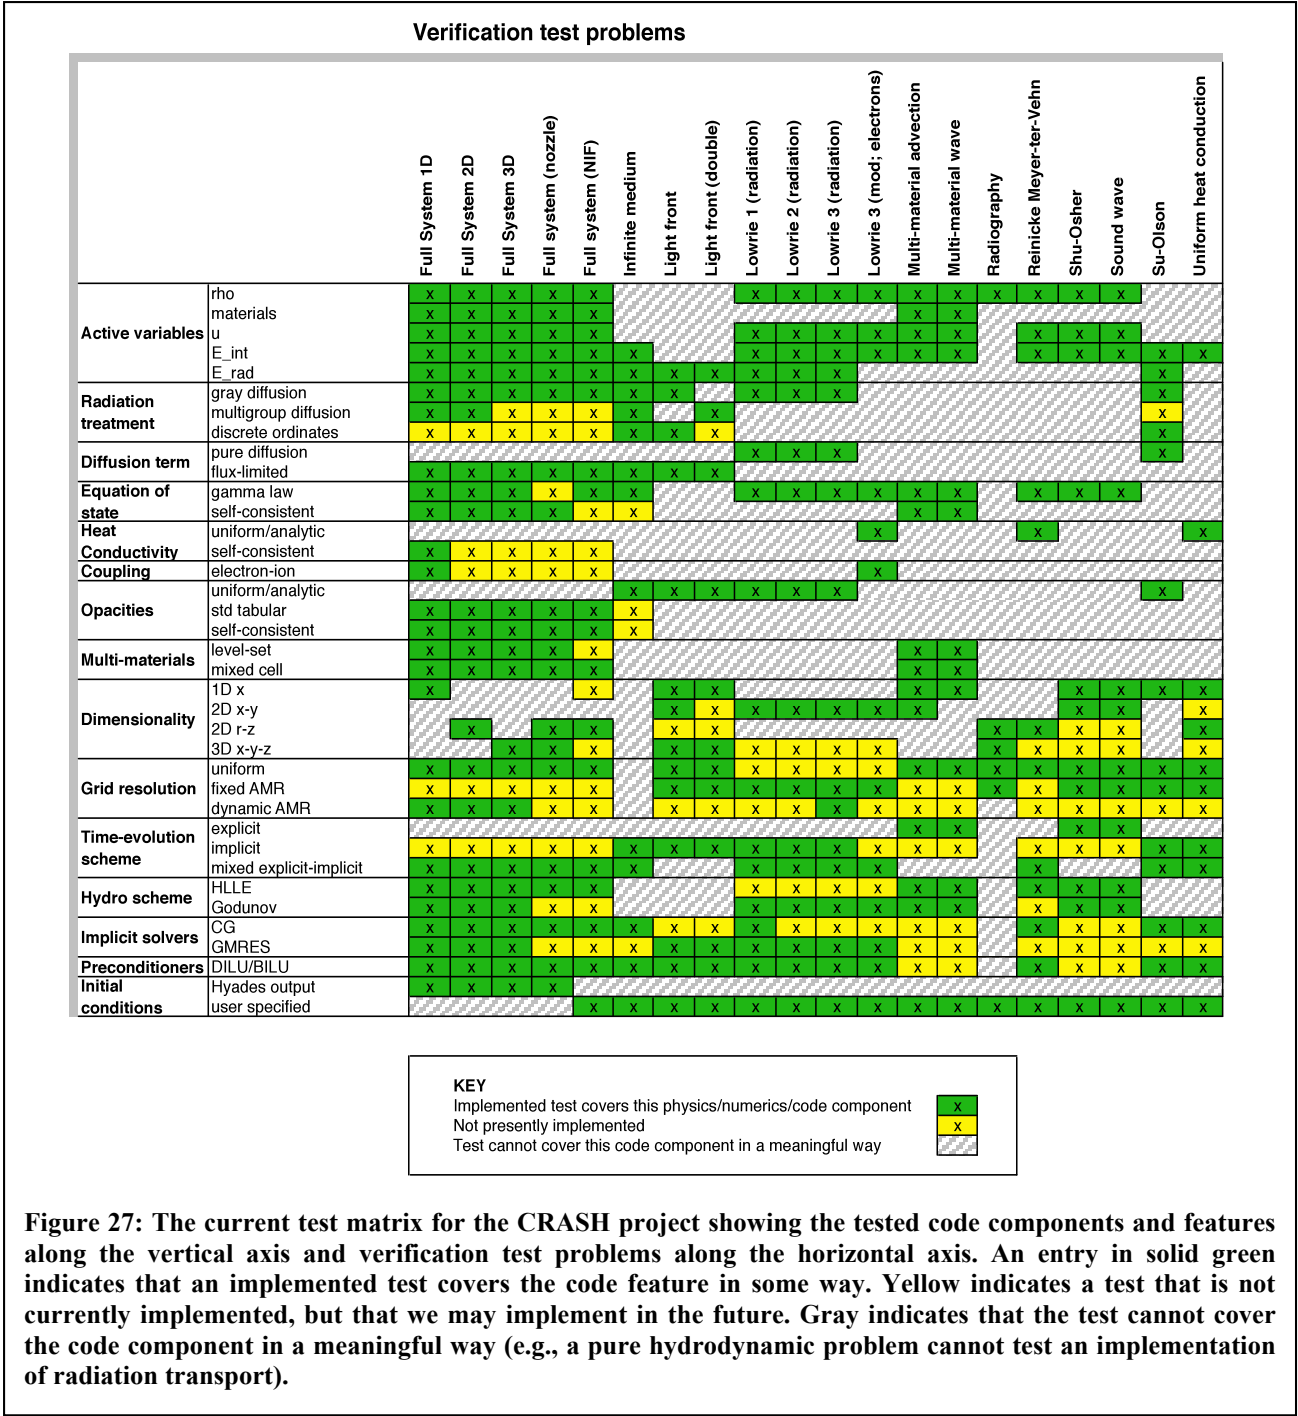 Verification test problems
Full System 1D
Full System 2D
Full System 3D
Full system (nozzle)
Full system (NIF)
Infinite medium
Light front
Light front (double)
Lowrie 1 (radiation)
Lowrie 2 (radiation)
Lowrie 3 (radiation)
Lowrie 3 (mod; electrons)
Multi-material advection
Multi-material wave
Radiography
Reinicke Meyer-ter-Vehn
Shu-Osher
Sound wave
Su-Olson
Uniform heat conduction
Active variables
rho x x x x x x x x x x x x x x x
materials x x x x x x x
u x x x x x x x x x x x x x x
E_int x x x x x x x x x x x x x x x x x
E_rad x x x x x x x x x x x x
Radiation
treatment
gray diffusion x x x x x x x x x x x
multigroup diffusion x x x x x x x x
discrete ordinates x x x x x x x x x
Diffusion term
pure diffusion x x x x
flux-limited x x x x x x x x
Equation of
state
gamma law x x x x x x x x x x x x x x x
self-consistent x x x x x x x x
Heat
Conductivity
uniform/analytic x x x
self-consistent x x x x x
Coupling electron-ion x x x x x x
Opacities
uniform/analytic x x x x x x x
std tabular x x x x x x
self-consistent x x x x x x
Multi-materials
level-set x x x x x x x
mixed cell x x x x x x x
Dimensionality
1D x x x x x x x x x x x
2D x-y x x x x x x x x x x
2D r-z x x x x x x x x x x
3D x-y-z x x x x x x x x x x x x x x
Grid resolution
uniform x x x x x x x x x x x x x x x x x x x
fixed AMR x x x x x x x x x x x x x x x x x x x
dynamic AMR x x x x x x x x x x x x x x x x x x
Time-evolution
scheme
explicit x x x x
implicit x x x x x x x x x x x x x x x x x x x
mixed explicit-implicit x x x x x x x x x x x x x
Hydro scheme
HLLE x x x x x x x x x x x x x x
Godunov x x x x x x x x x x x x x x
Implicit solvers
CG x x x x x x x x x x x x x x x x x x x
GMRES x x x x x x x x x x x x x x x x x x x
Preconditioners DILU/BILU x x x x x x x x x x x x x x x x x x x
Initial
conditions
Hyades output x x x x
user specified x x x x x x x x x x x x x x x x
KEY
Implemented test covers this physics/numerics/code component x
Not presently implemented x
Test cannot cover this code component in a meaningful way
Figure 27: The current test matrix for the CRASH project showing the tested code components and features
along the vertical axis and verification test problems along the horizontal axis. An entry in solid green
indicates that an implemented test covers the code feature in some way. Yellow indicates a test that is not
currently implemented, but that we may implement in the future. Gray indicates that the test cannot cover
the code component in a meaningful way (e.g., a pure hydrodynamic problem cannot test an implementation
of radiation transport).